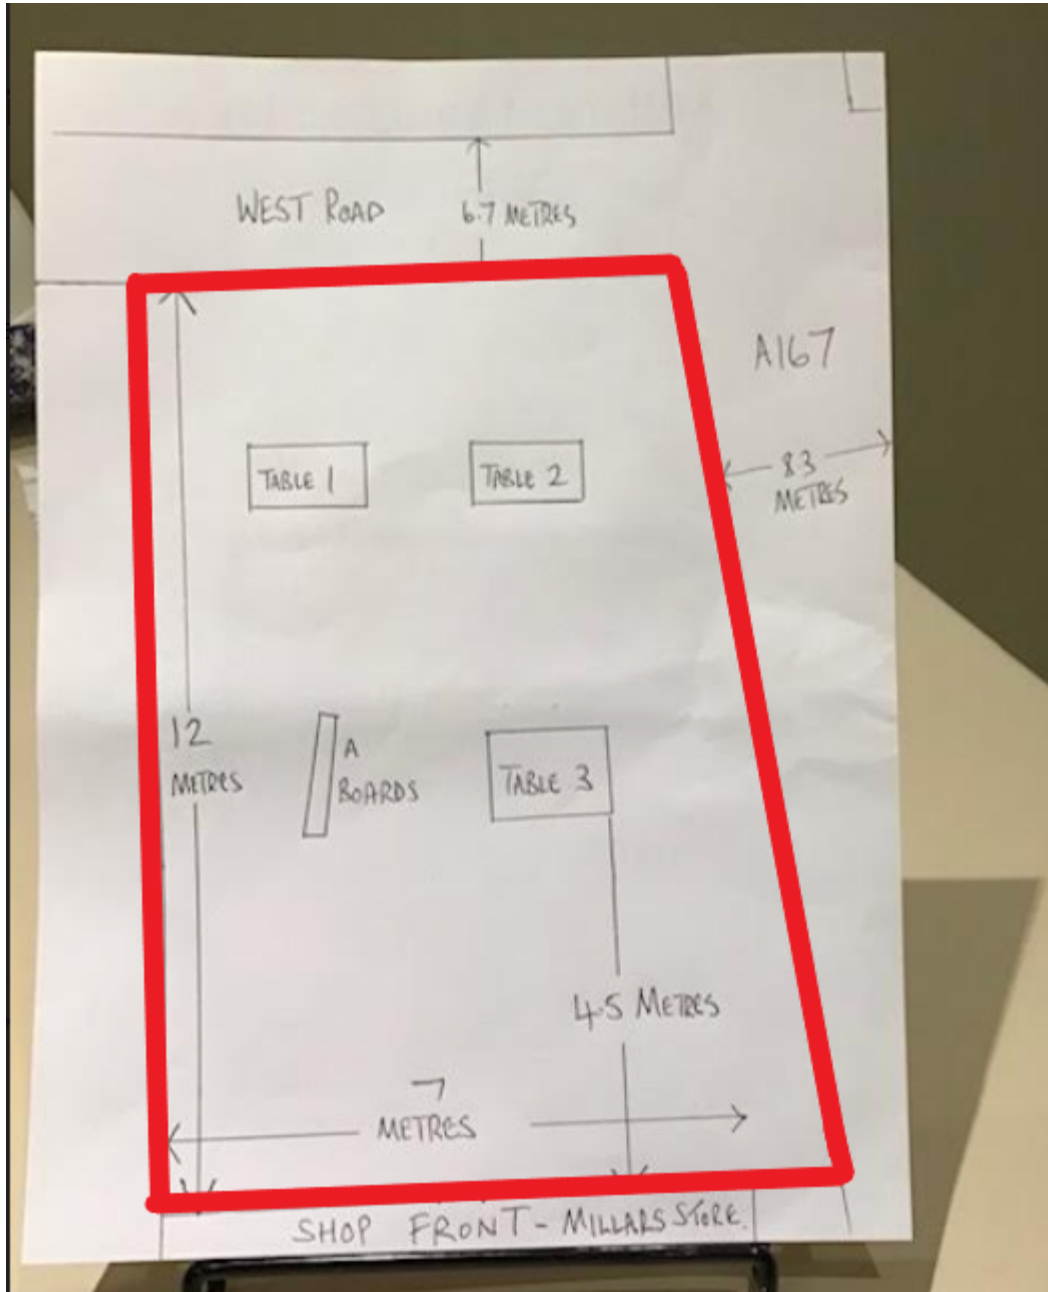 WEST ROAD
6.7 METRES
A167
8.3
METRES
TABLE 1
TABLE 2
12
METRES
A
BOARDS
TABLE 3
4.5 METRES
7
METRES
SHOP FRONT - MILLARS STORE.